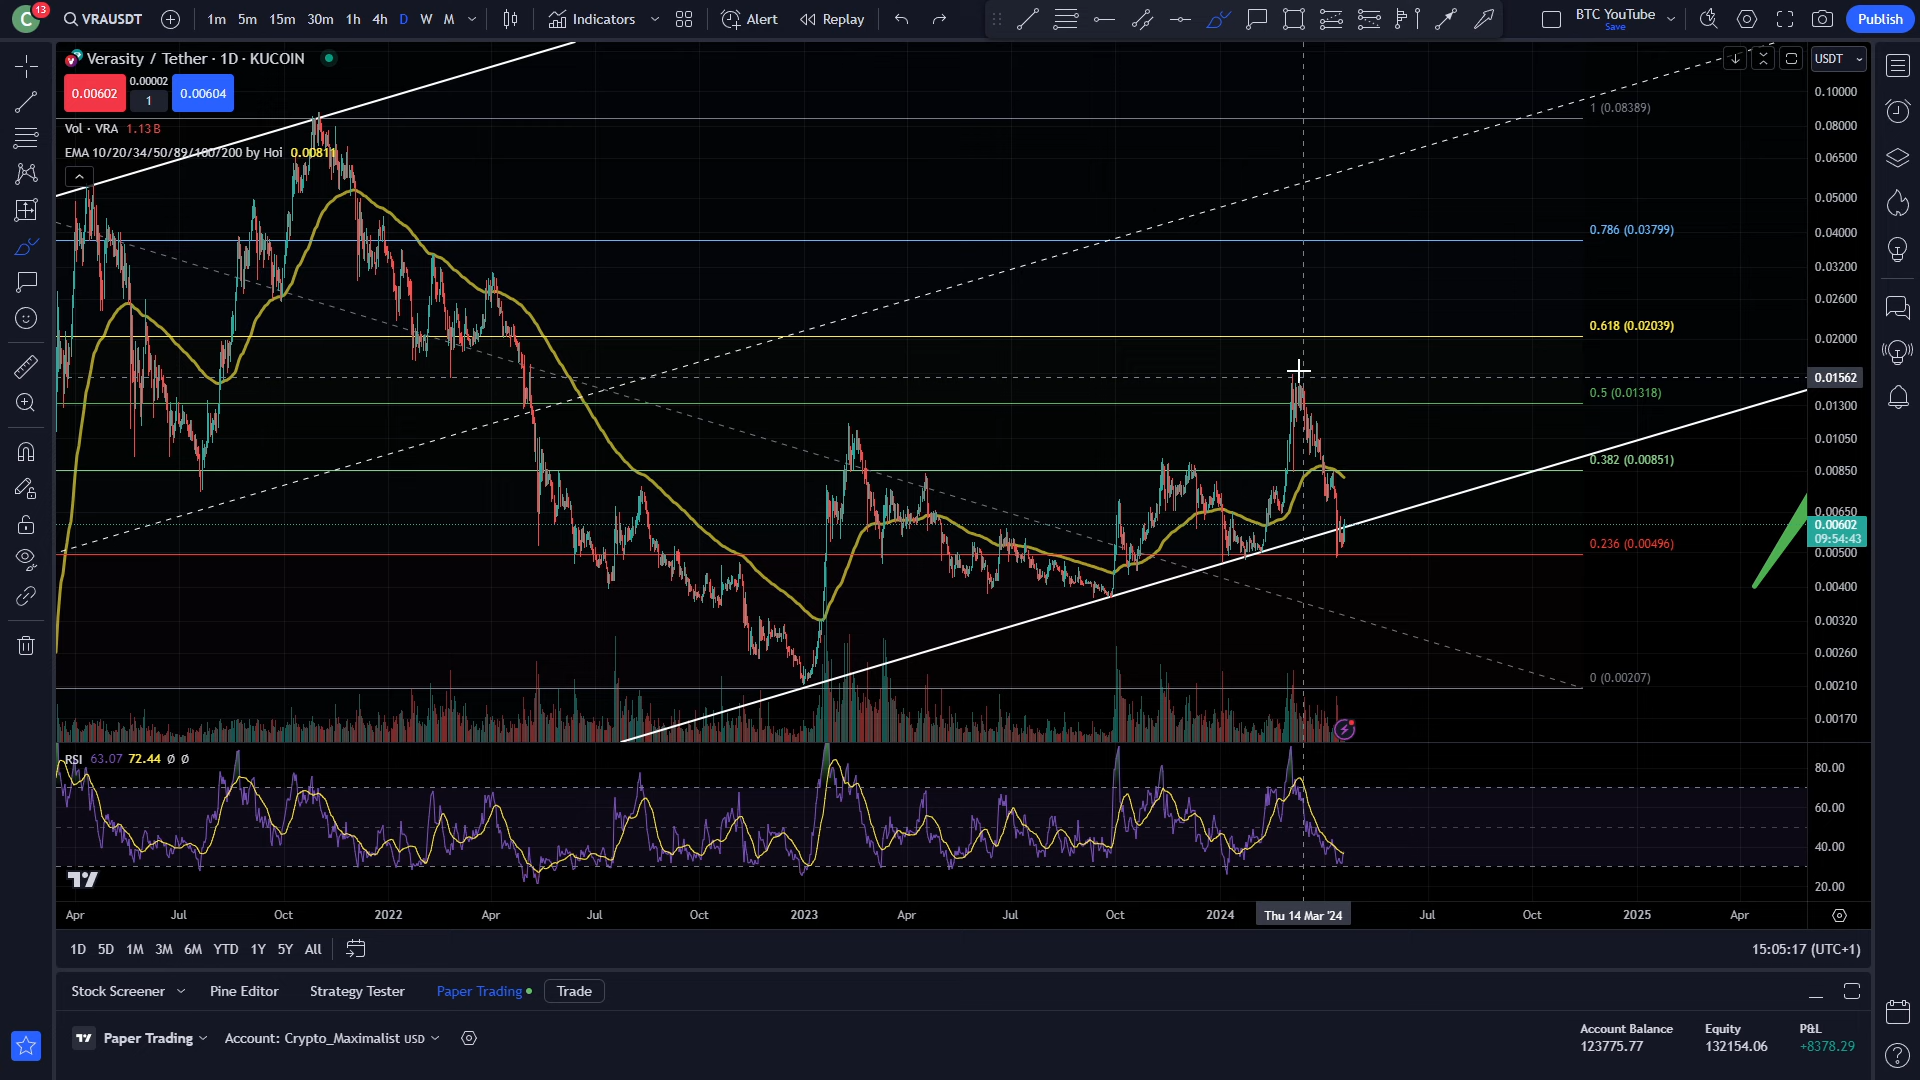 C 13 VRAUSDT 1m 5m 15m 30m 1h 4h D W M Indicators Alert Replay BTC YouTube Save Publish
Verasity / Tether · 1D · KUCOIN
USDT
0.00602 0.00002 1 0.00604
Vol · VRA 1.13B
EMA 10/20/34/50/89/100/200 by Hoi 0.00811
1 (0.08389)
0.786 (0.03799)
0.618 (0.02039)
0.5 (0.01318)
0.382 (0.00851)
0.236 (0.00496)
0 (0.00207)
0.10000
0.08000
0.06500
0.05000
0.04000
0.03200
0.02600
0.02000
0.01562
0.01300
0.01050
0.00850
0.00650
0.00602
09:54:43
0.00500
0.00400
0.00320
0.00260
0.00210
0.00170
RSI 63.07 72.44 Ø Ø
80.00
60.00
40.00
20.00
Apr Jul Oct 2022 Apr Jul Oct 2023 Apr Jul Oct 2024 Thu 14 Mar '24 Jul Oct 2025 Apr
1D 5D 1M 3M 6M YTD 1Y 5Y All 15:05:17 (UTC+1)
Stock Screener Pine Editor Strategy Tester Paper Trading Trade
Paper Trading Account: Crypto_Maximalist USD
Account Balance Equity P&L
123775.77 132154.06 +8378.29